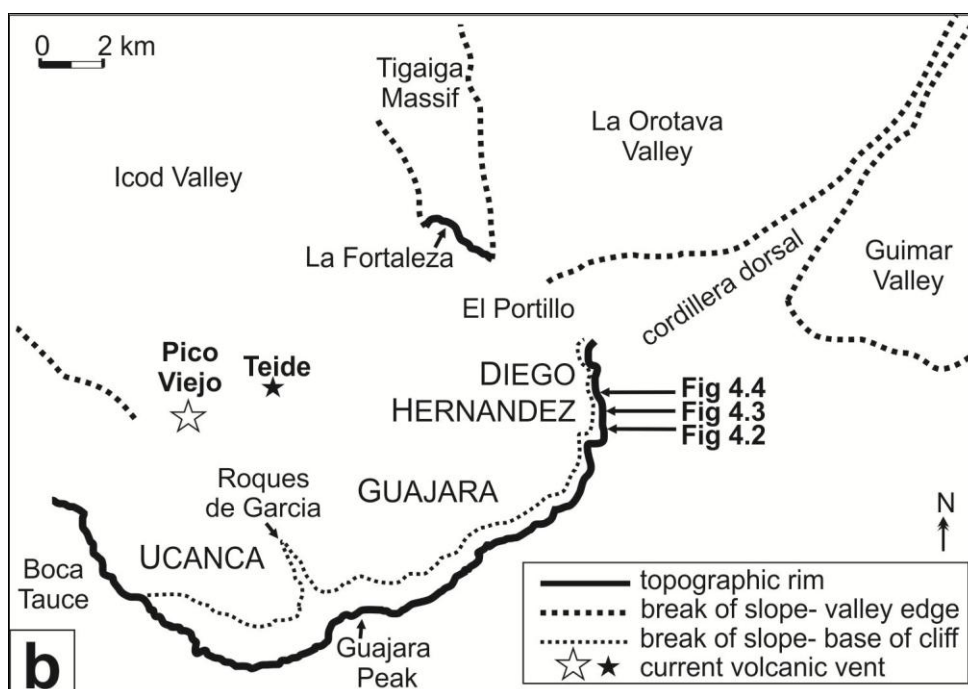 0 2 km
Tigaiga
Massif
La Orotava
Valley
Icod Valley
La Fortaleza
Guimar
Valley
cordillera dorsal
El Portillo
Pico
Viejo
Teide
DIEGO
HERNANDEZ
Fig 4.4
Fig 4.3
Fig 4.2
Roques
de Garcia
GUAJARA
N
UCANCA
Boca
Tauce
Guajara
Peak
topographic rim
break of slope- valley edge
break of slope- base of cliff
current volcanic vent
b